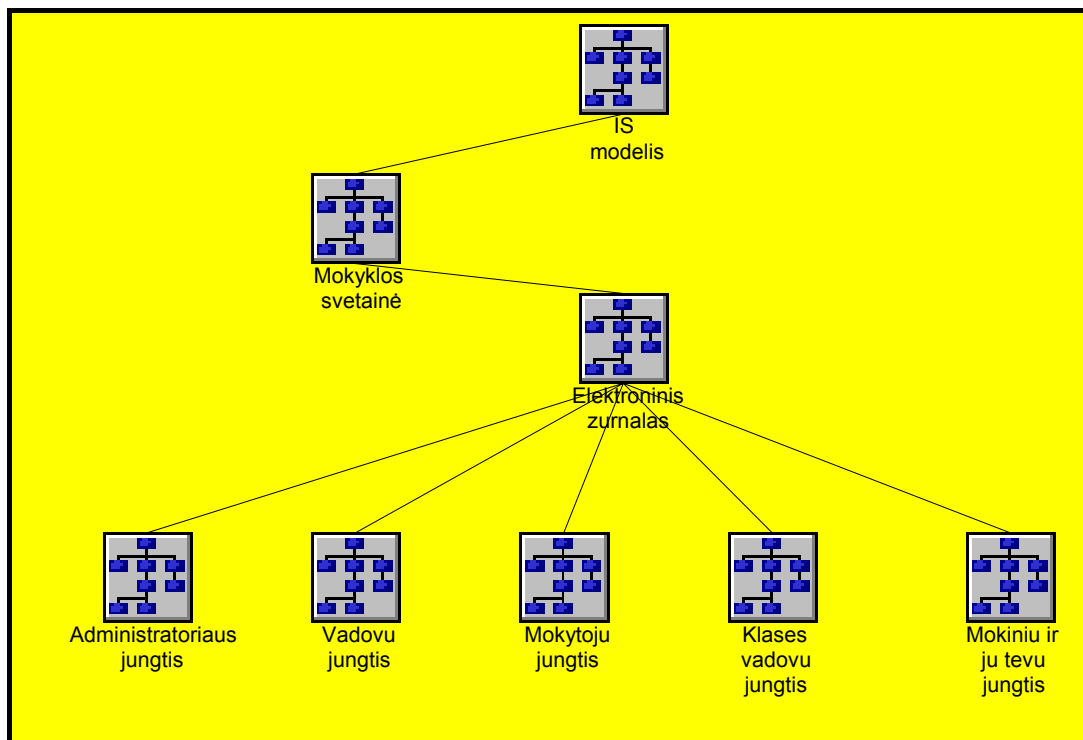 IS
modelis
Mokyklos
svetainė
Elektroninis
zurnalas
Administratoriaus
jungtis
Vadovu
jungtis
Mokytoju
jungtis
Klases
vadovu
jungtis
Mokiniu ir
ju tevu
jungtis